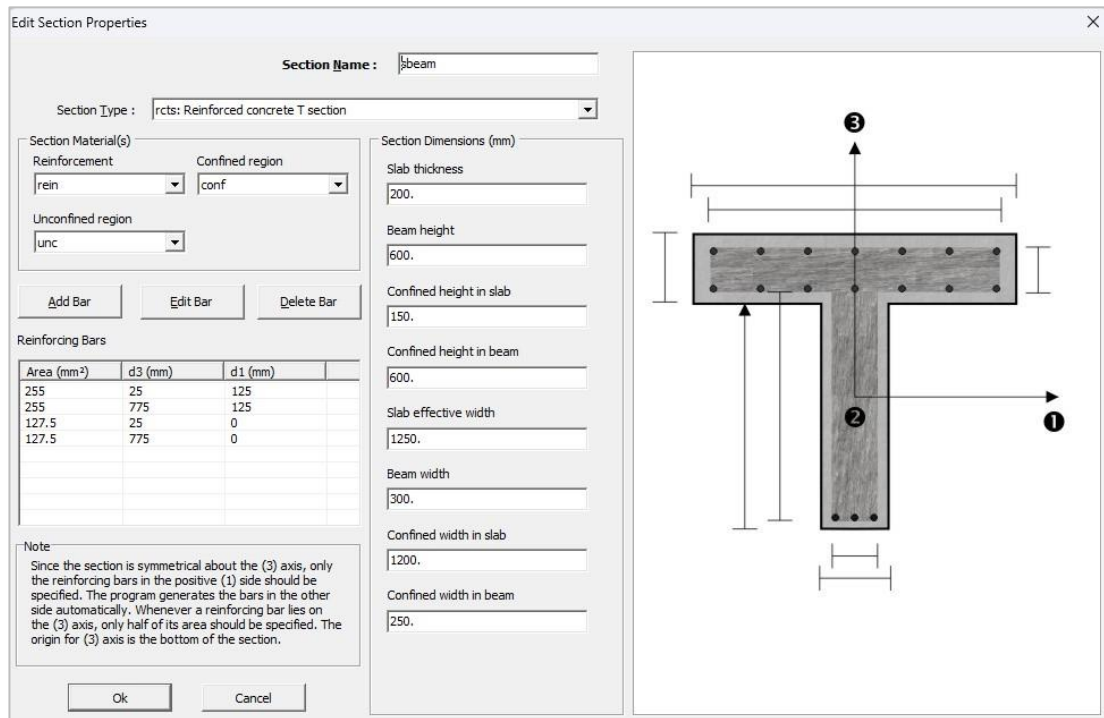 Edit Section Properties
Section Name : sbeam
Section Type : rcts: Reinforced concrete T section
Section Material(s)
Reinforcement Confined region
rein conf
Unconfined region
unc
Add Bar Edit Bar Delete Bar
Reinforcing Bars
Area (mm²) d3 (mm) d1 (mm)
255 25 125
255 775 125
127.5 25 0
127.5 775 0
Note
Since the section is symmetrical about the (3) axis, only
the reinforcing bars in the positive (1) side should be
specified. The program generates the bars in the other
side automatically. Whenever a reinforcing bar lies on
the (3) axis, only half of its area should be specified. The
origin for (3) axis is the bottom of the section.
Ok Cancel
Section Dimensions (mm)
Slab thickness
200.
Beam height
600.
Confined height in slab
150.
Confined height in beam
600.
Slab effective width
1250.
Beam width
300.
Confined width in slab
1200.
Confined width in beam
250.
3
2
1